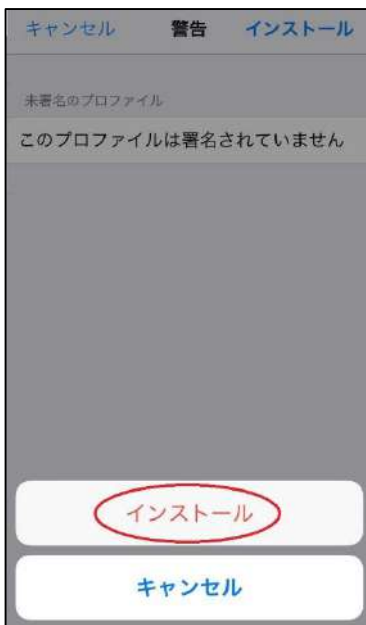 キャンセル 警告 インストール
未署名のプロファイル
このプロファイルは署名されていません
インストール
キャンセル